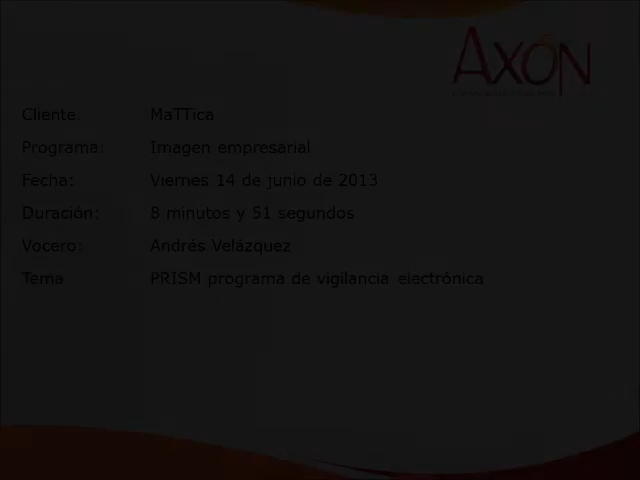 AXÓN
Cliente: MaTTica
Programa: Imagen empresarial
Fecha: Viernes 14 de junio de 2013
Duración: 8 minutos y 51 segundos
Vocero: Andrés Velázquez
Tema PRISM programa de vigilancia electrónica